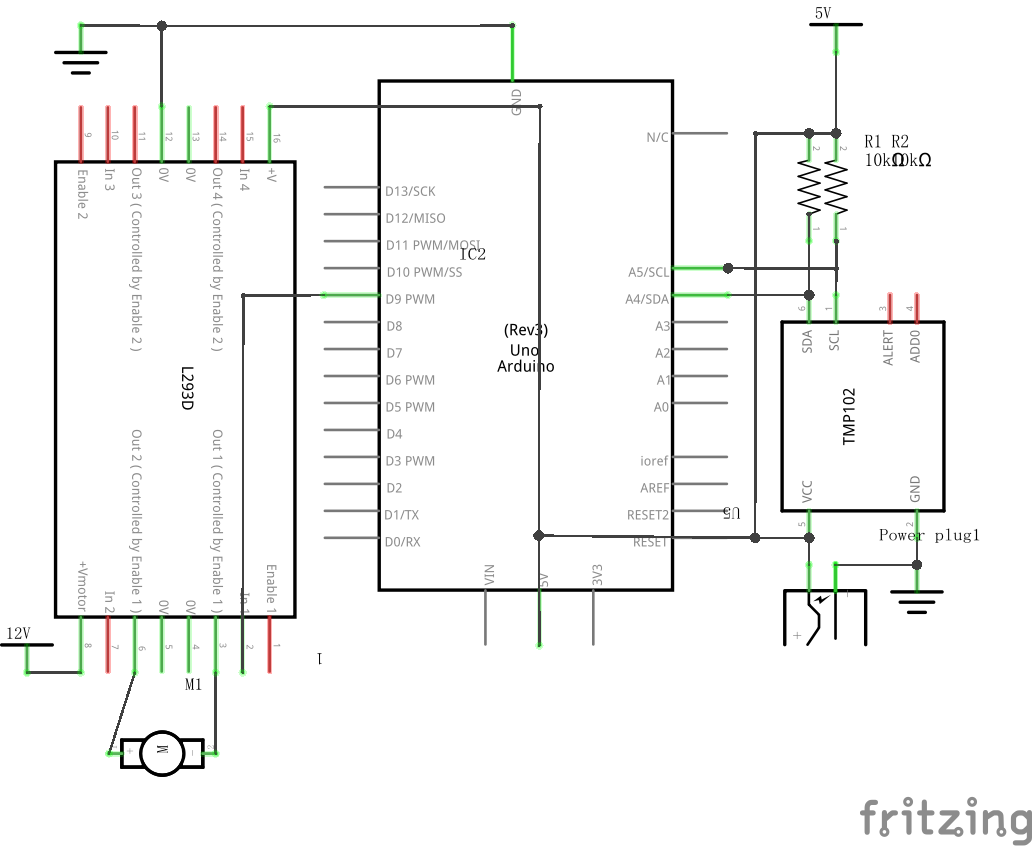 5V
GND
N/C
R1 R2
10kΩ 10kΩ
2
2
1
1
9
10
11
12
13
14
15
16
Enable 2
In 3
Out 3 ( Controlled by Enable 2 )
0V
0V
Out 4 ( Controlled by Enable 2 )
In 4
+V
D13/SCK
D12/MISO
D11 PWM/MOSI
IC2
D10 PWM/SS
D9 PWM
D8
D7
D6 PWM
D5 PWM
D4
D3 PWM
D2
D1/TX
D0/RX
A5/SCL
A4/SDA
A3
A2
A1
A0
ioref
AREF
RESET2
RESET
(Rev3)
Uno
Arduino
VIN
5V
3V3
U5
6
1
3
4
SDA
SCL
ALERT
ADD0
TMP102
VCC
GND
5
2
Power plug1
+
-
L293D
+Vmotor
In 2
Out 2 ( Controlled by Enable 1 )
0V
0V
Out 1 ( Controlled by Enable 1 )
In 1
Enable 1
12V
8
7
6
5
4
3
2
1
1
M1
M
+
-
fritzing